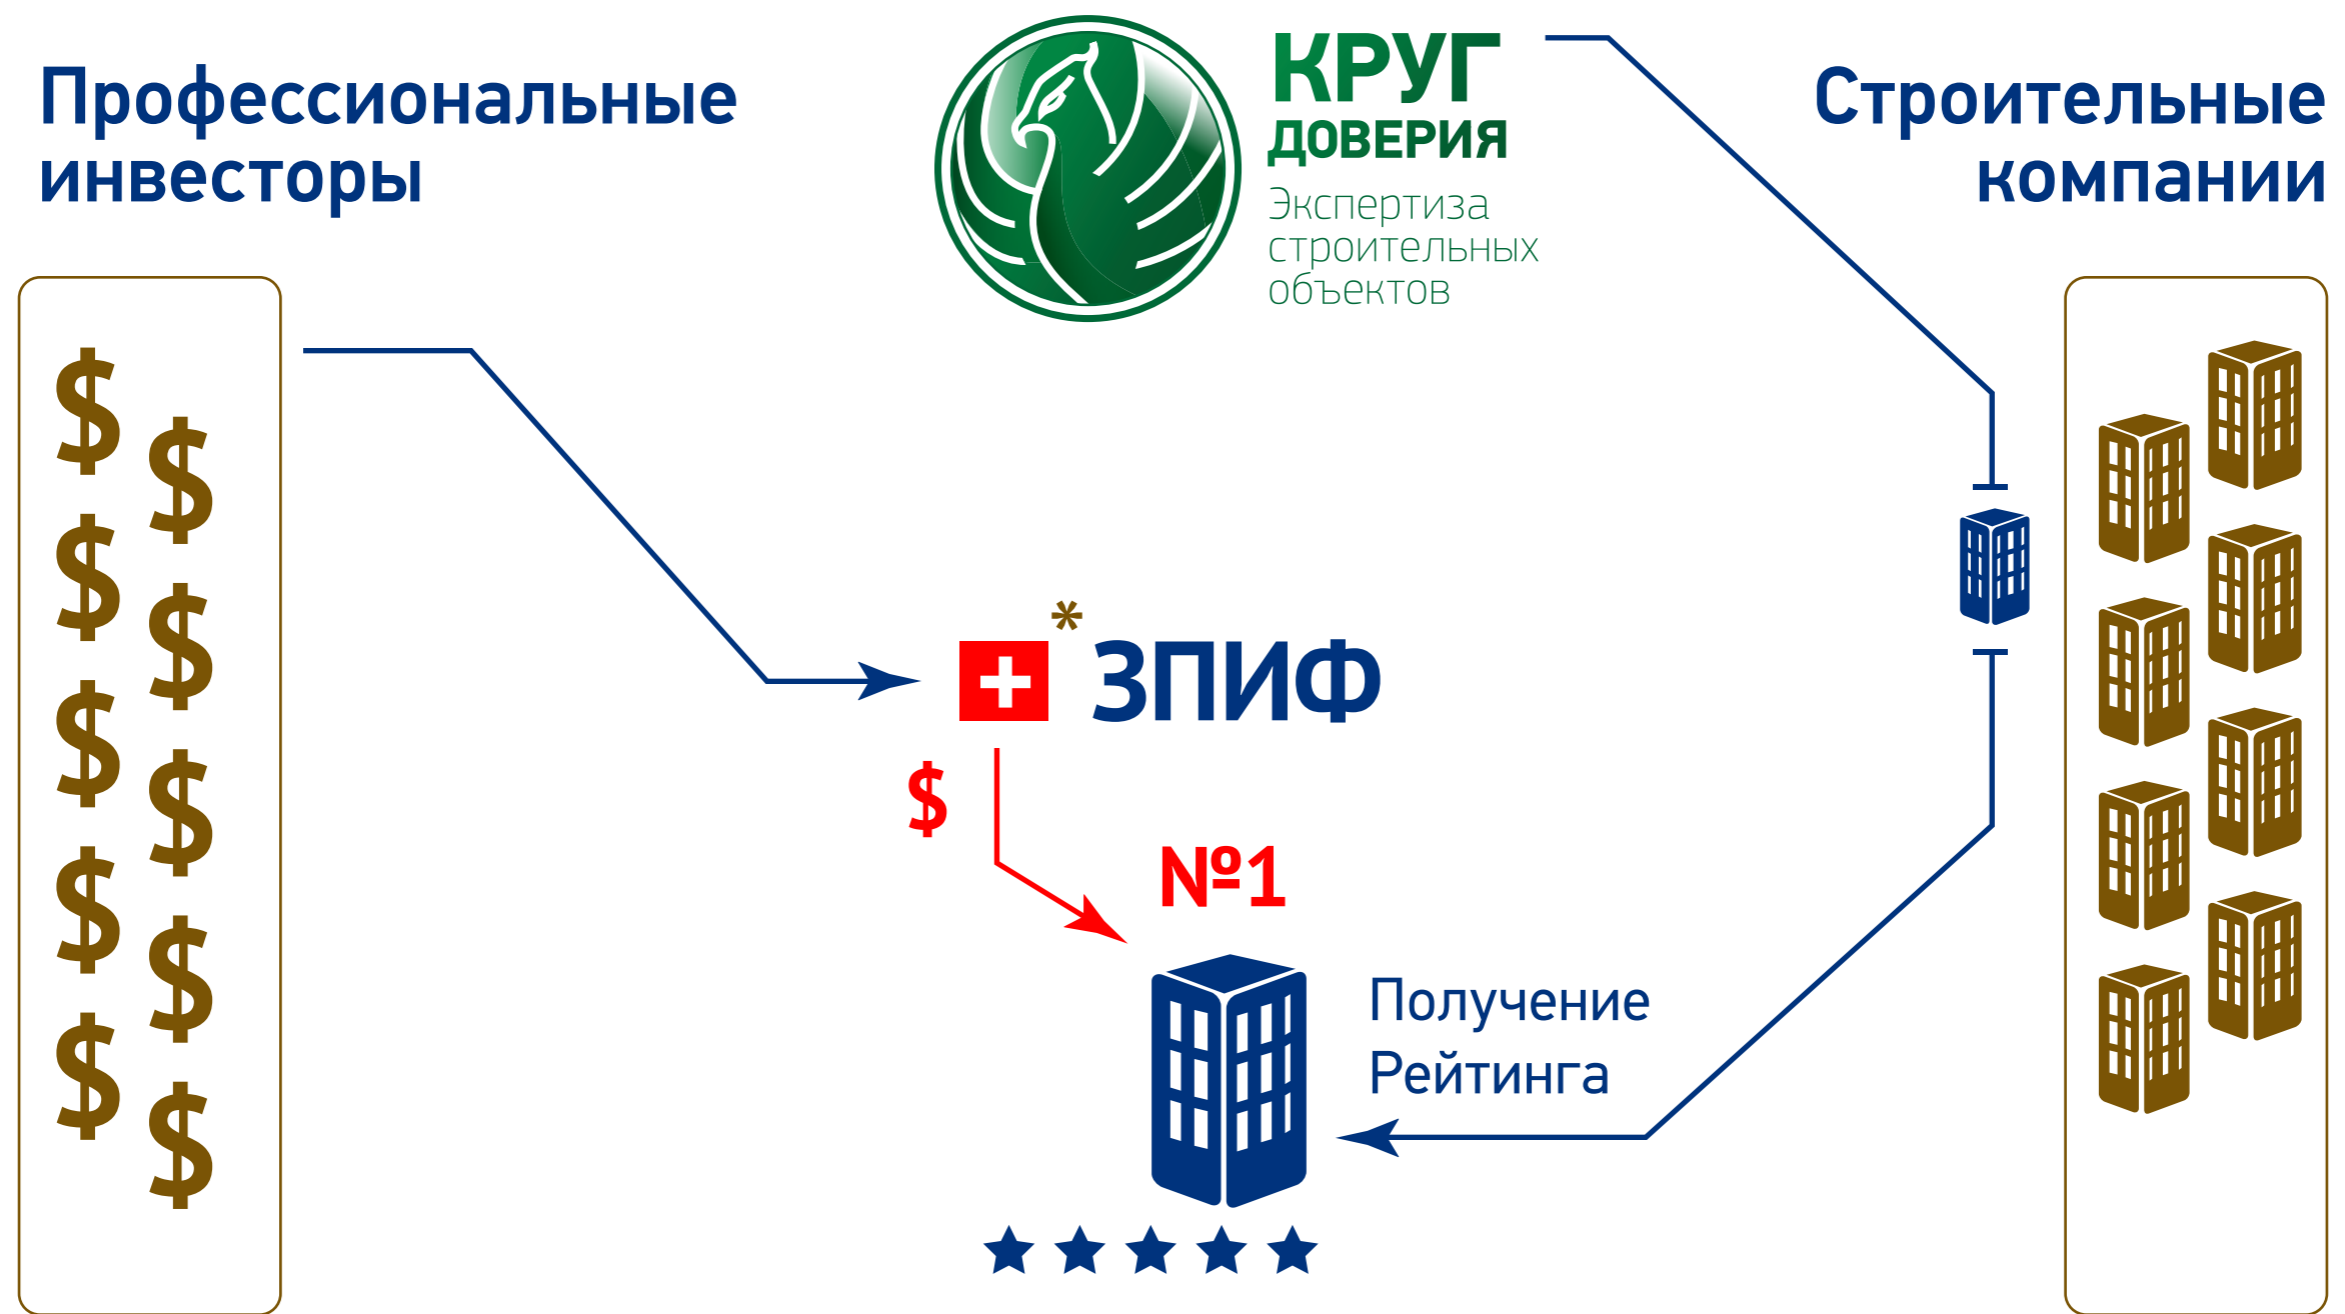 Профессиональные
инвесторы
КРУГ
ДОВЕРИЯ
Экспертиза
строительных
объектов
Строительные
компании
$
$
$
$
$
$
$
$
$
$
* ЗПИФ
$
№1
Получение
Рейтинга